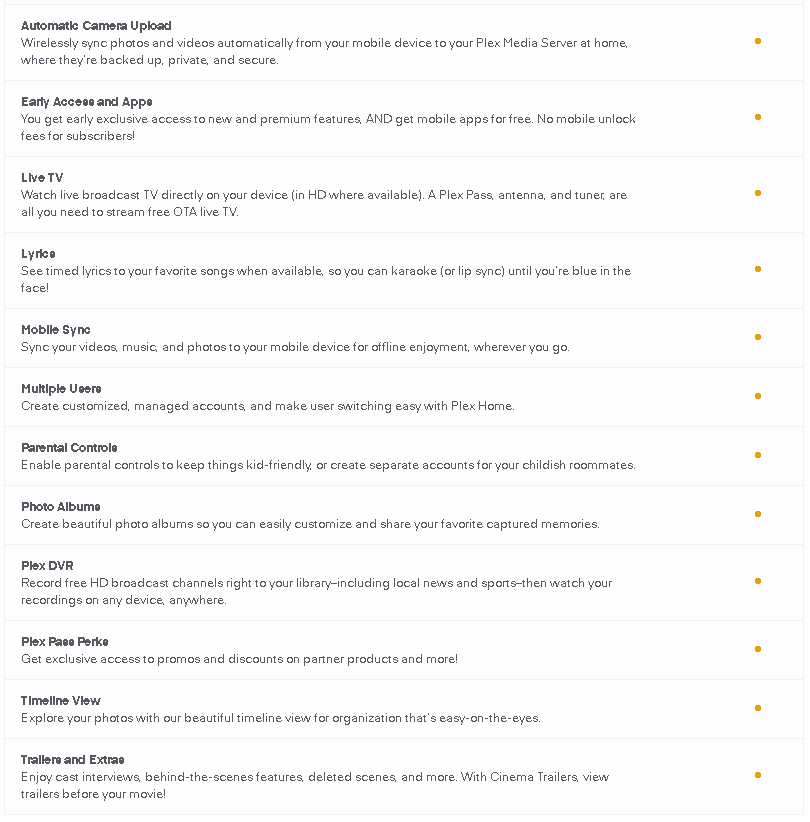 Automatic Camera Upload
Wirelessly sync photos and videos automatically from your mobile device to your Plex Media Server at home,
where they're backed up, private, and secure.
Early Access and Apps
You get early exclusive access to new and premium features, AND get mobile apps for free. No mobile unlock
fees for subscribers!
Live TV
Watch live broadcast TV directly on your device (in HD where available). A Plex Pass, antenna, and tuner, are
all you need to stream free OTA live TV.
Lyrics
See timed lyrics to your favorite songs when available, so you can karaoke (or lip sync) until you're blue in the
face!
Mobile Sync
Sync your videos, music, and photos to your mobile device for offline enjoyment, wherever you go.
Multiple Users
Create customized, managed accounts, and make user switching easy with Plex Home.
Parental Controls
Enable parental controls to keep things kid-friendly, or create separate accounts for your childish roommates.
Photo Albums
Create beautiful photo albums so you can easily customize and share your favorite captured memories.
Plex DVR
Record free HD broadcast channels right to your library–including local news and sports–then watch your
recordings on any device, anywhere.
Plex Pass Perks
Get exclusive access to promos and discounts on partner products and more!
Timeline View
Explore your photos with our beautiful timeline view for organization that's easy-on-the-eyes.
Trailers and Extras
Enjoy cast interviews, behind-the-scenes features, deleted scenes, and more. With Cinema Trailers, view
trailers before your movie!